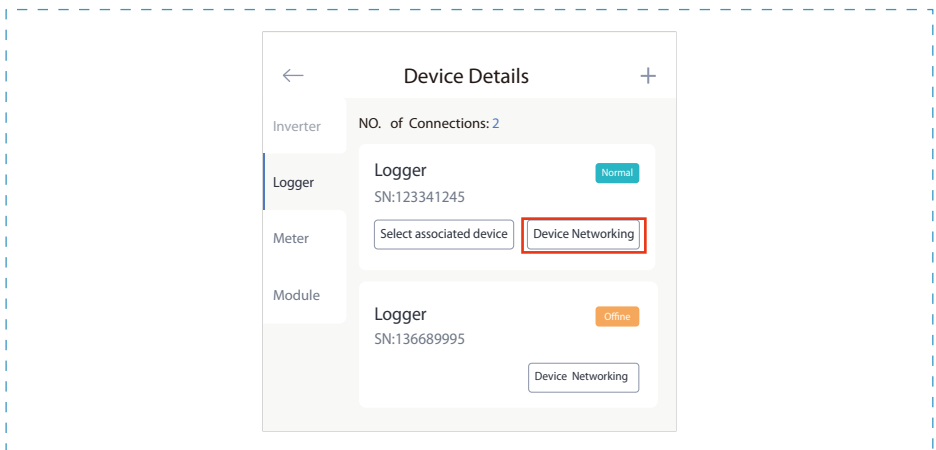 Device Details
Inverter
NO. of Connections: 2
Logger
Logger
Normal
SN:123341245
Select associated device
Device Networking
Meter
Module
Logger
Offine
SN:136689995
Device Networking